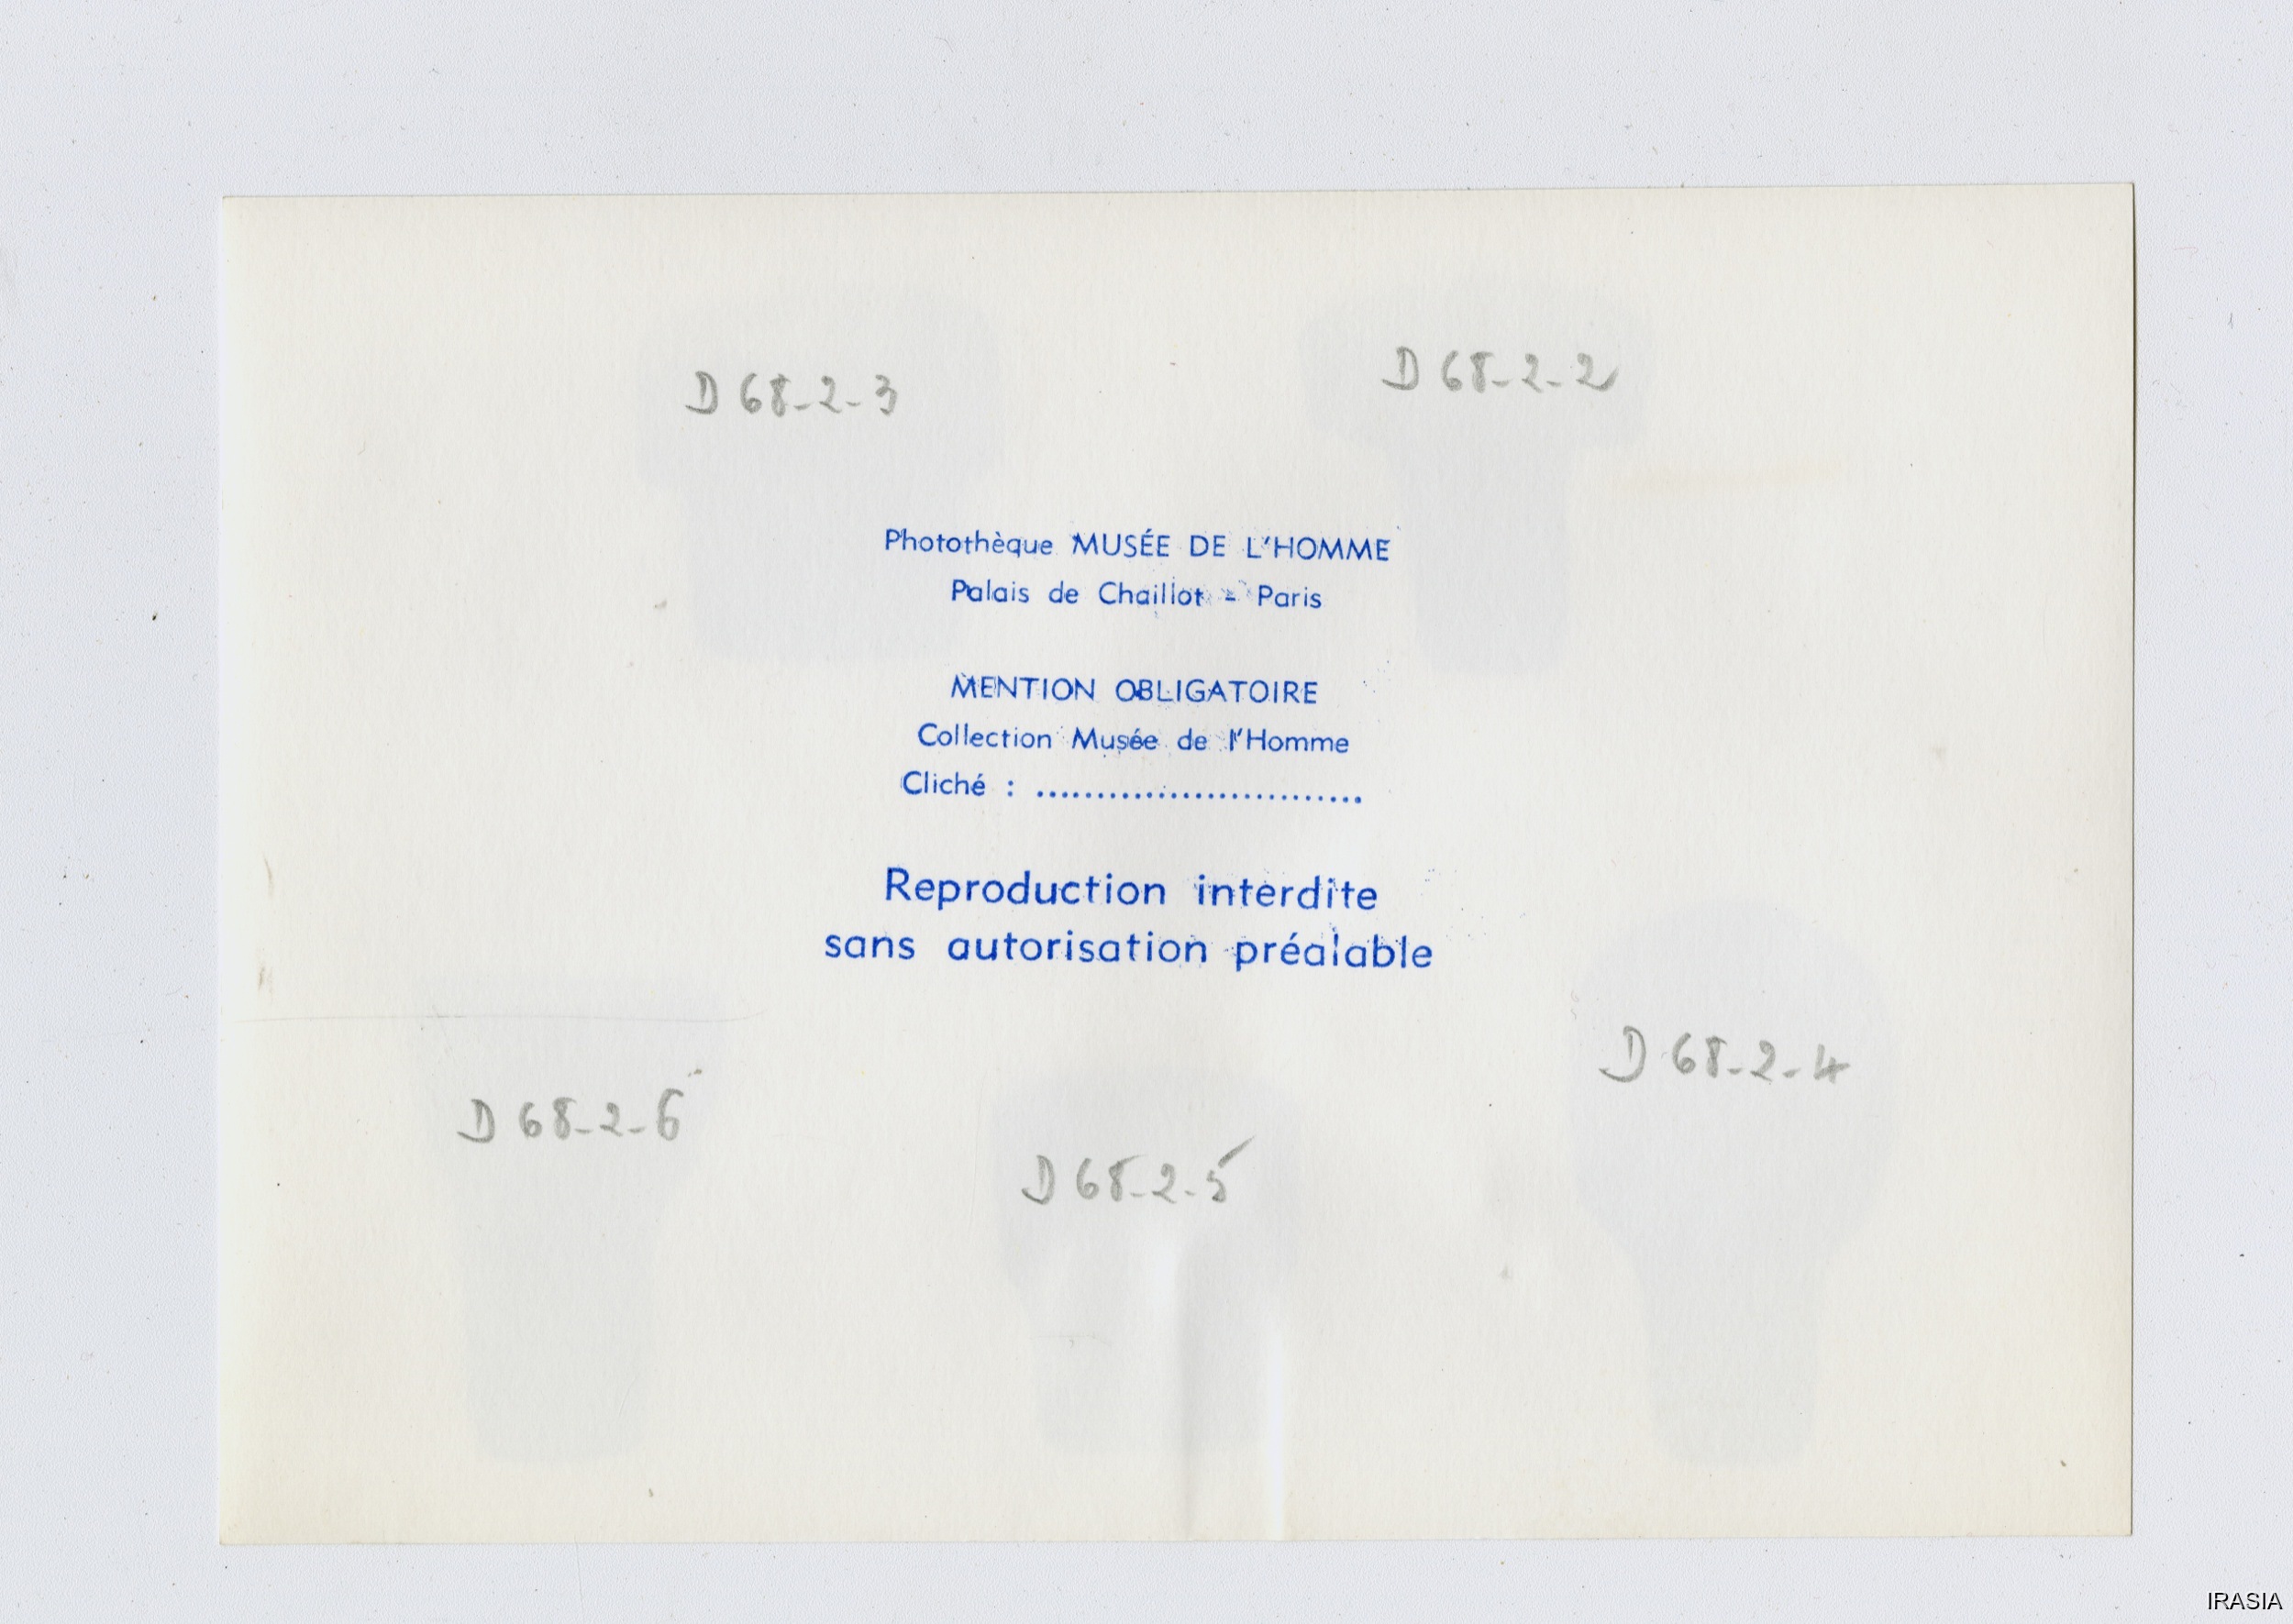 D 68-2-3
D 68-2-2
Photothèque MUSÉE DE L'HOMME
Palais de Chaillot - Paris
MENTION OBLIGATOIRE
Collection Musée de l'Homme
Cliché : ...........................
Reproduction interdite
sans autorisation préalable
D 68-2-4
D 68-2-6
D 68-2-5
IRASIA